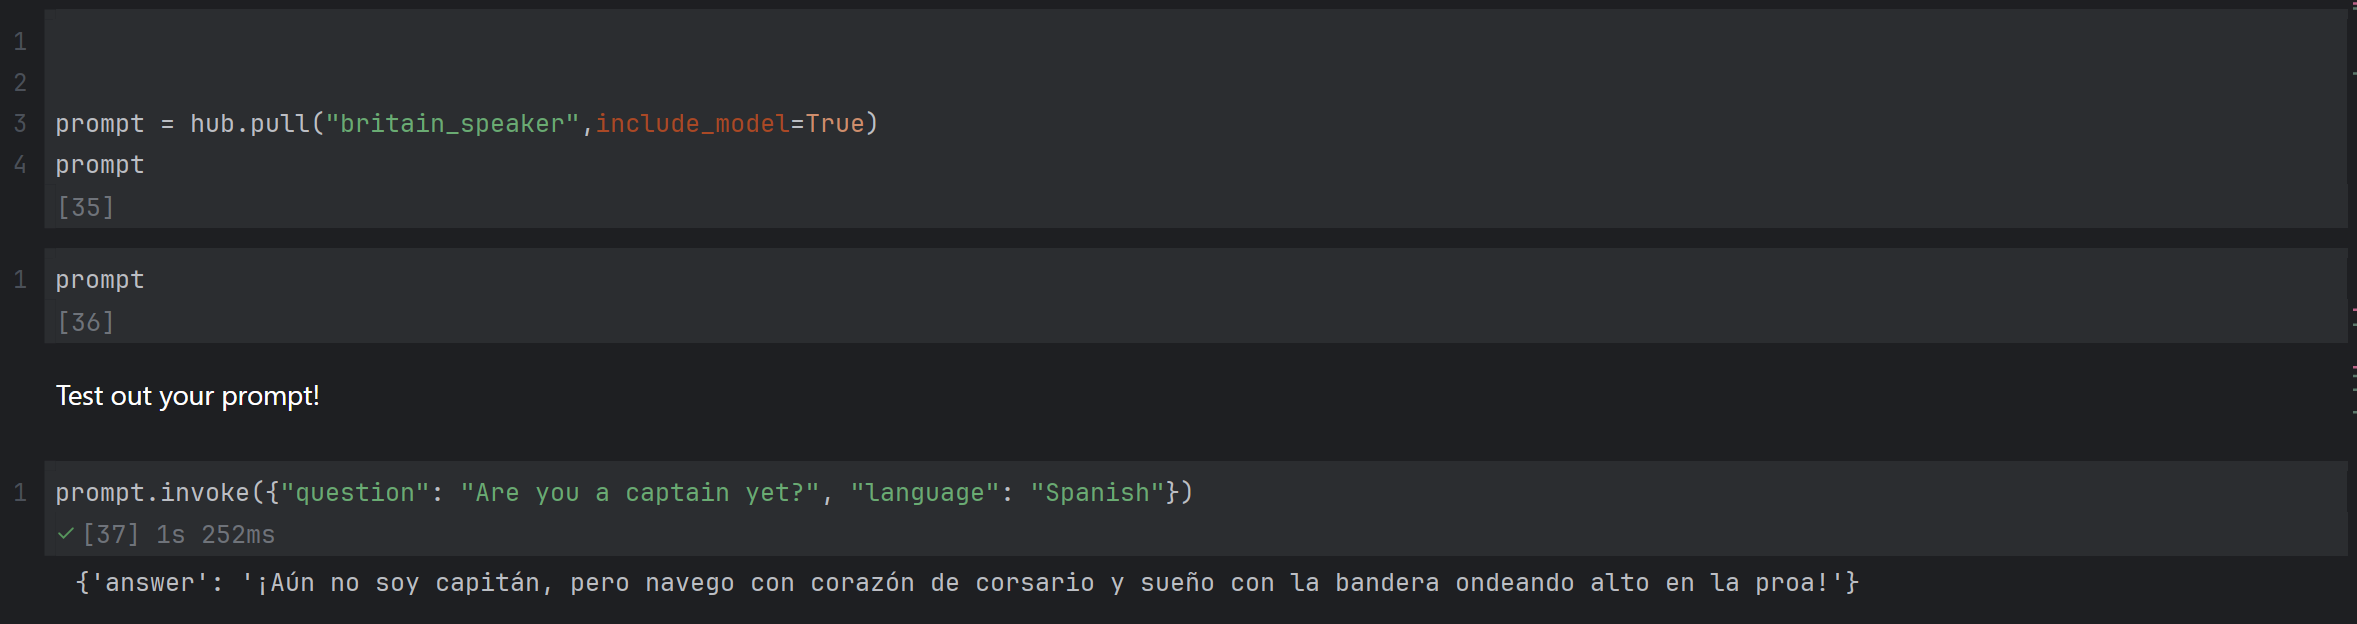 1
2
3 prompt = hub.pull("britain_speaker",include_model=True)
4 prompt
[35]
1 prompt
[36]
Test out your prompt!
1 prompt.invoke({"question": "Are you a captain yet?", "language": "Spanish"})
✓ [37] 1s 252ms
{'answer': '¡Aún no soy capitán, pero navego con corazón de corsario y sueño con la bandera ondeando alto en la proa!'}